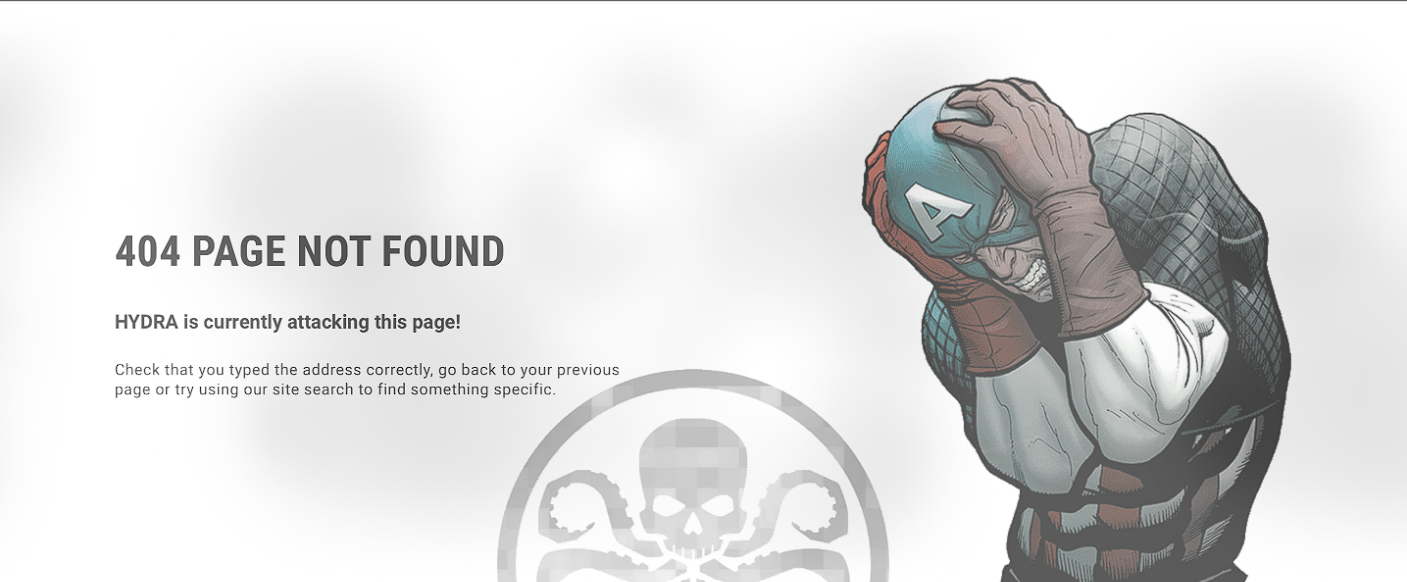 404 PAGE NOT FOUND
HYDRA is currently attacking this page!
Check that you typed the address correctly, go back to your previous
page or try using our site search to find something specific.
A